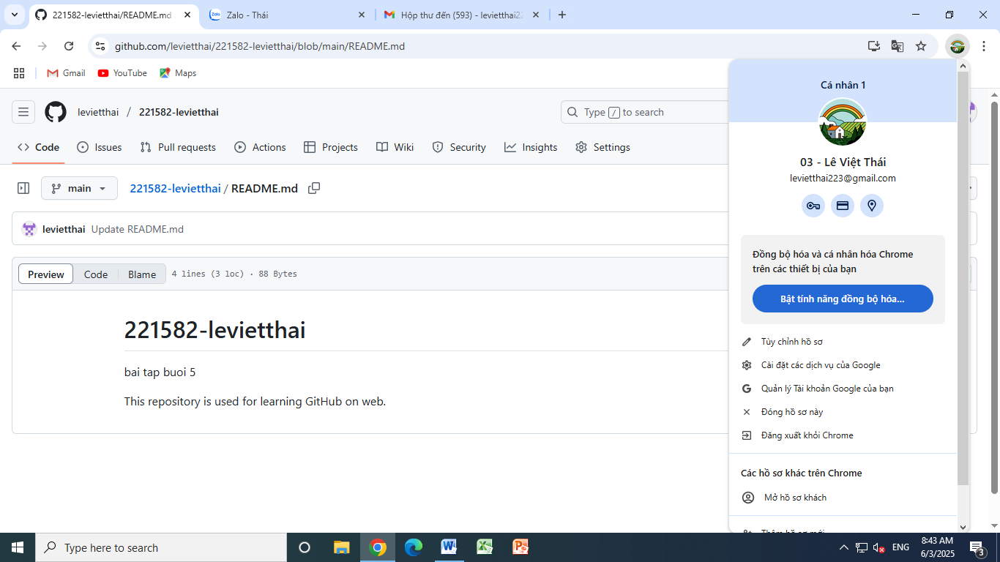 221582-levietthai/README.md
Zalo - Thái
Hộp thư đến (593) - levietthai22
github.com/levietthai/221582-levietthai/blob/main/README.md
Gmail
YouTube
Maps
levietthai / 221582-levietthai
Type / to search
Code
Issues
Pull requests
Actions
Projects
Wiki
Security
Insights
Settings
main
221582-levietthai / README.md
levietthai Update README.md
Preview
Code
Blame
4 lines (3 loc) · 88 Bytes
221582-levietthai
bai tap buoi 5
This repository is used for learning GitHub on web.
Cá nhân 1
03 - Lê Việt Thái
levietthai223@gmail.com
Đồng bộ hóa và cá nhân hóa Chrome
trên các thiết bị của bạn
Bật tính năng đồng bộ hóa...
Tùy chỉnh hồ sơ
Cài đặt các dịch vụ của Google
Quản lý Tài khoản Google của bạn
Đóng hồ sơ này
Đăng xuất khỏi Chrome
Các hồ sơ khác trên Chrome
Mở hồ sơ khách
Thêm hồ sơ mới
Type here to search
ENG
8:43 AM
6/3/2025
3